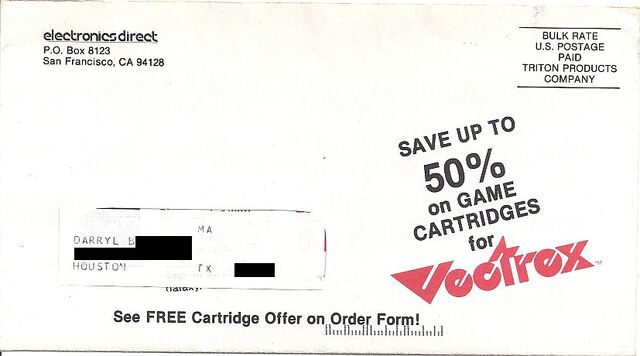 electronics direct
P.O. Box 8123
San Francisco, CA 94128
BULK RATE
U.S. POSTAGE
PAID
TRITON PRODUCTS
COMPANY
SAVE UP TO
50%
on GAME
CARTRIDGES
for
Vectrex
MA
DARRYL B
HOUSTON TX
Galaxy.
See FREE Cartridge Offer on Order Form!